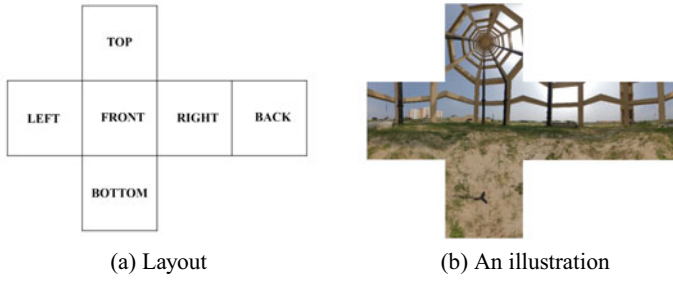 TOP
LEFT FRONT RIGHT BACK
BOTTOM
(a) Layout (b) An illustration